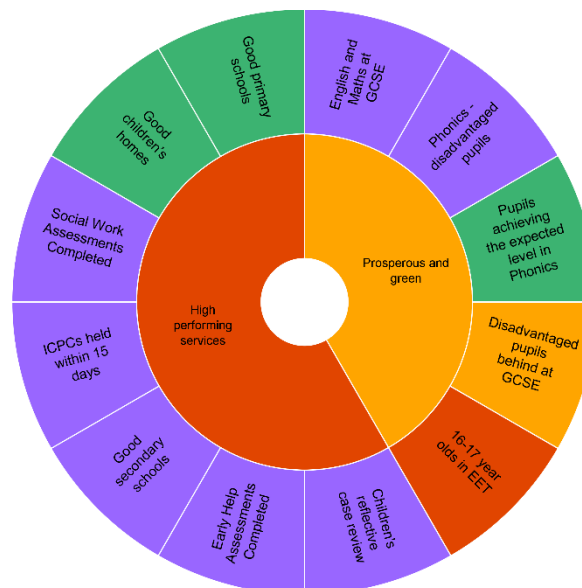 English and
Maths at
GCSE
Phonics -
disadvantaged
pupils
Pupils
achieving
the expected
level in
Phonics
Disadvantaged
pupils
behind at
GCSE
16-17 year
olds in EET
Children's
reflective
case review
Early Help
Assessments
Completed
Good
secondary
schools
ICPCs held
within 15
days
Social Work
Assessments
Completed
Good
children's
homes
Good primary
schools
Prosperous and
green
High
performing
services